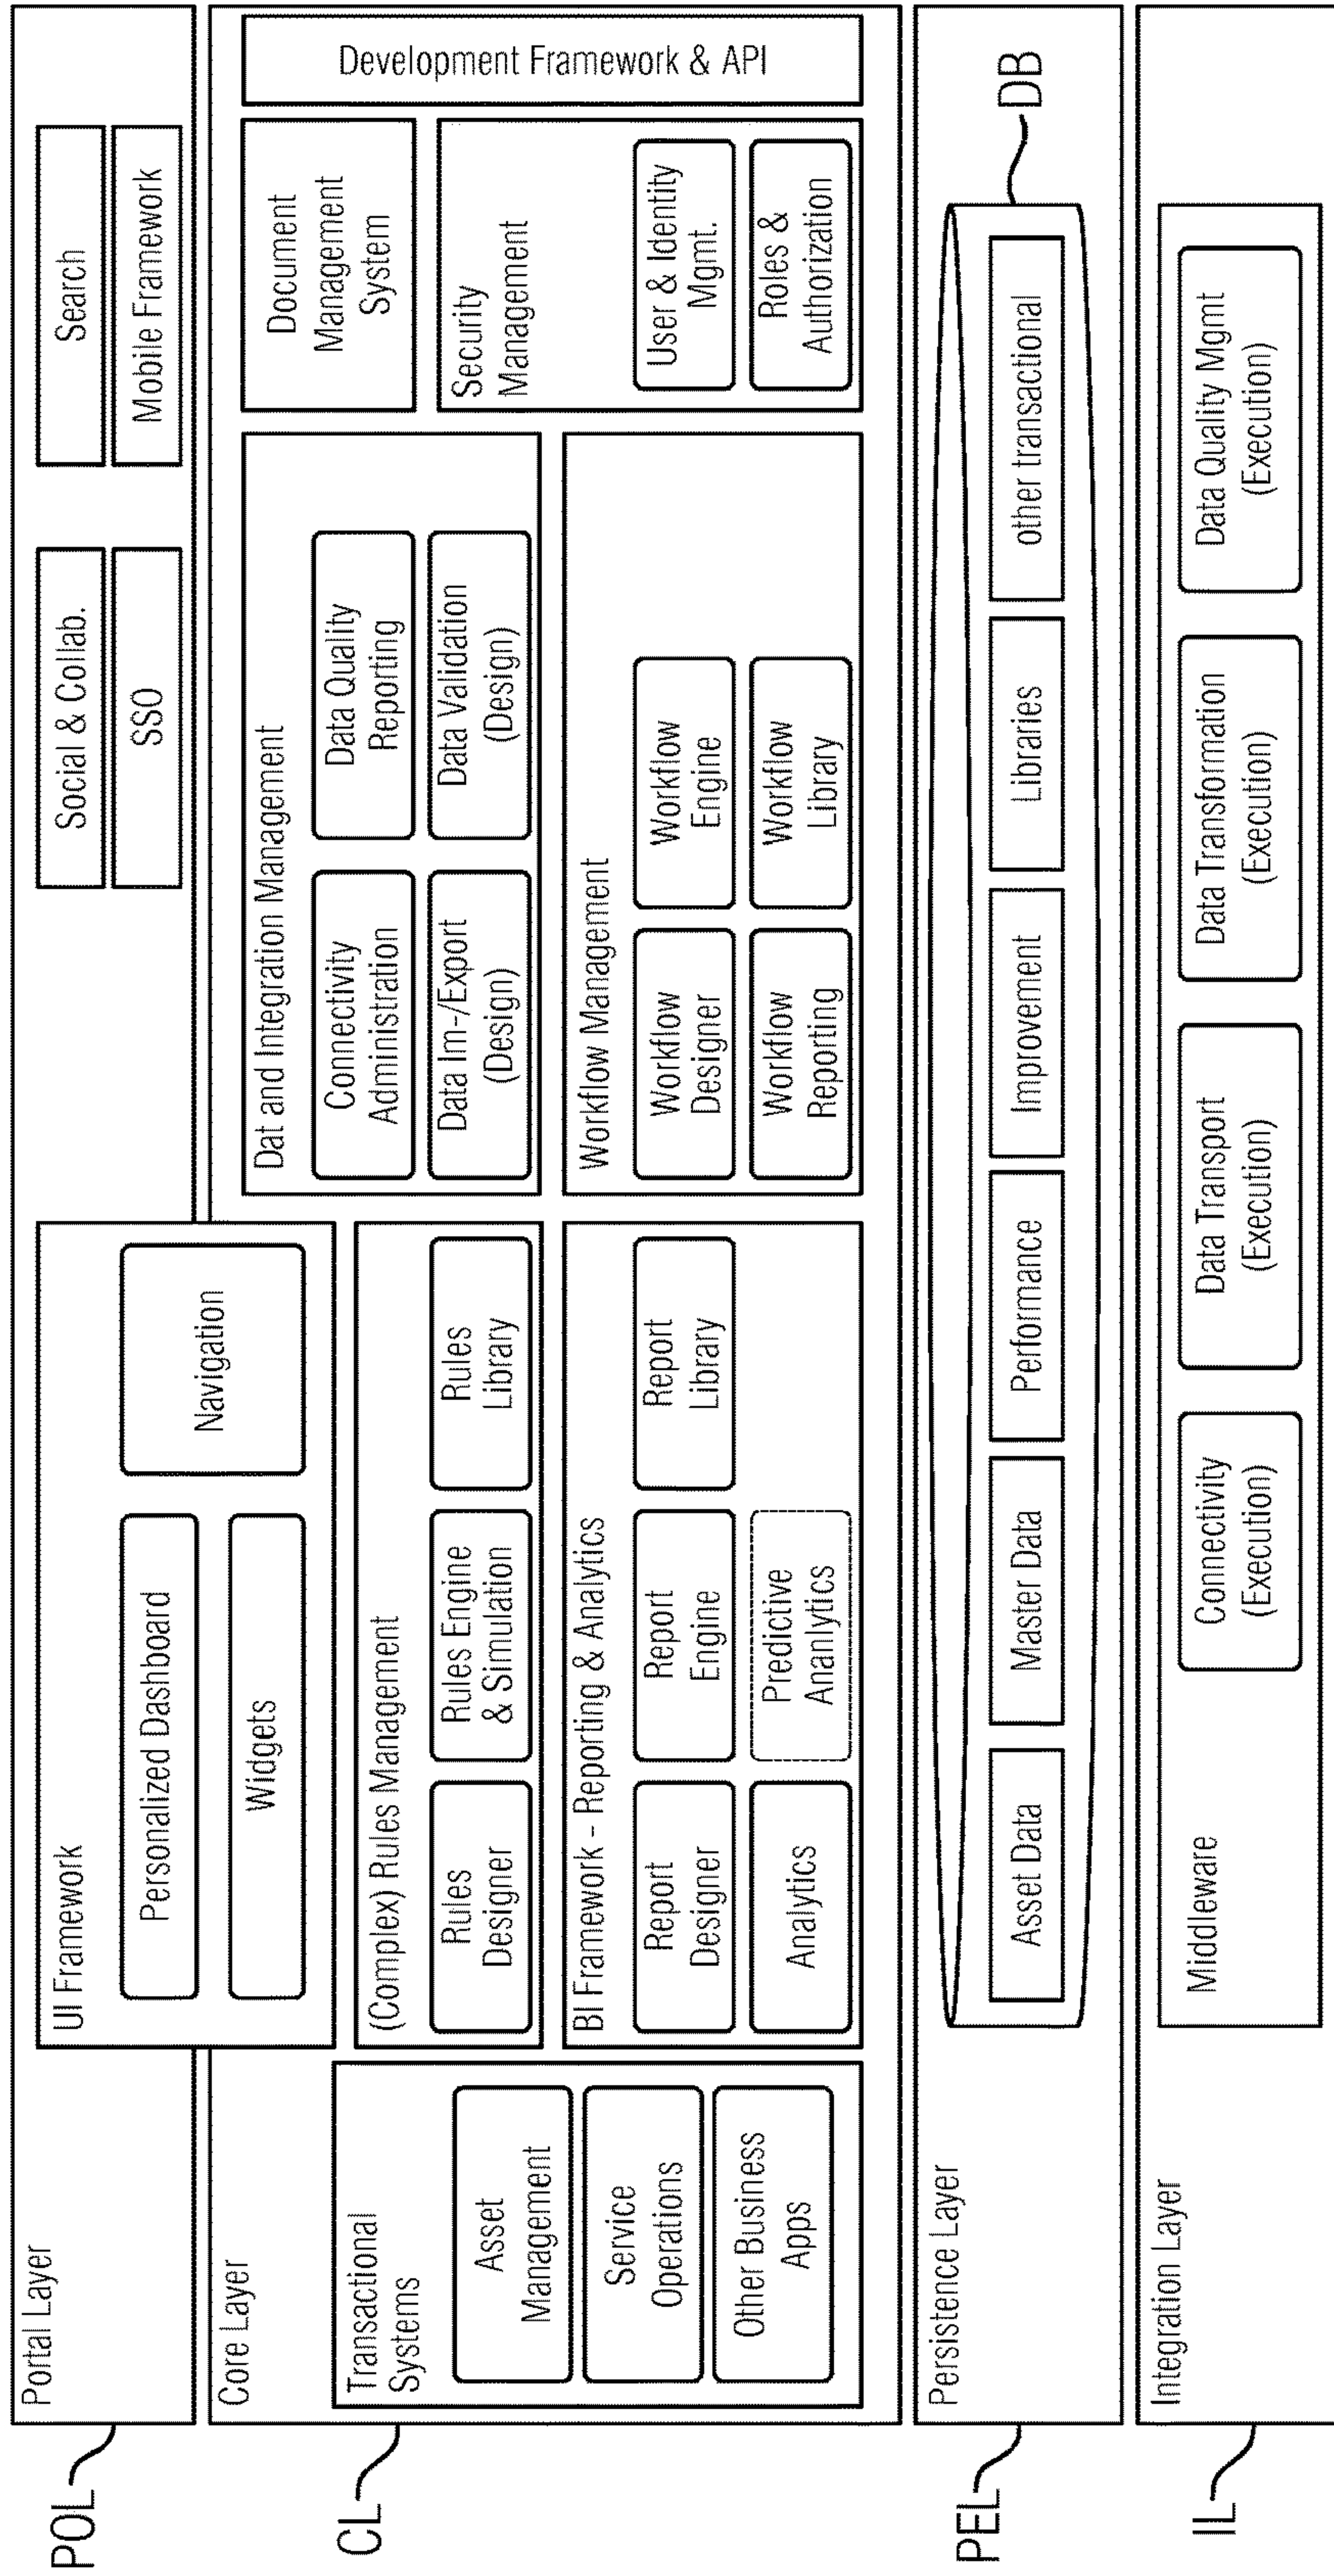 POL
Portal Layer
UI Framework
Personalized Dashboard
Widgets
Navigation
Social & Collab.
SSO
Search
Mobile Framework
CL
Core Layer
Transactional
Systems
Asset
Management
Service
Operations
Other Business
Apps
(Complex) Rules Management
Rules
Designer
Rules Engine
& Simulation
Rules
Library
BI Framework - Reporting & Analytics
Report
Designer
Report
Engine
Report
Library
Analytics
Predictive
Ananlytics
Dat and Integration Management
Connectivity
Administration
Data Quality
Reporting
Data Im-/Export
(Design)
Data Validation
(Design)
Workflow Management
Workflow
Designer
Workflow
Engine
Workflow
Reporting
Workflow
Library
Document
Management
System
Security
Management
User & Identity
Mgmt.
Roles &
Authorization
Development Framework & API
PEL
Persistence Layer
Asset Data
Master Data
Performance
Improvement
Libraries
other transactional
DB
IL
Integration Layer
Middleware
Connectivity
(Execution)
Data Transport
(Execution)
Data Transformation
(Execution)
Data Quality Mgmt
(Execution)